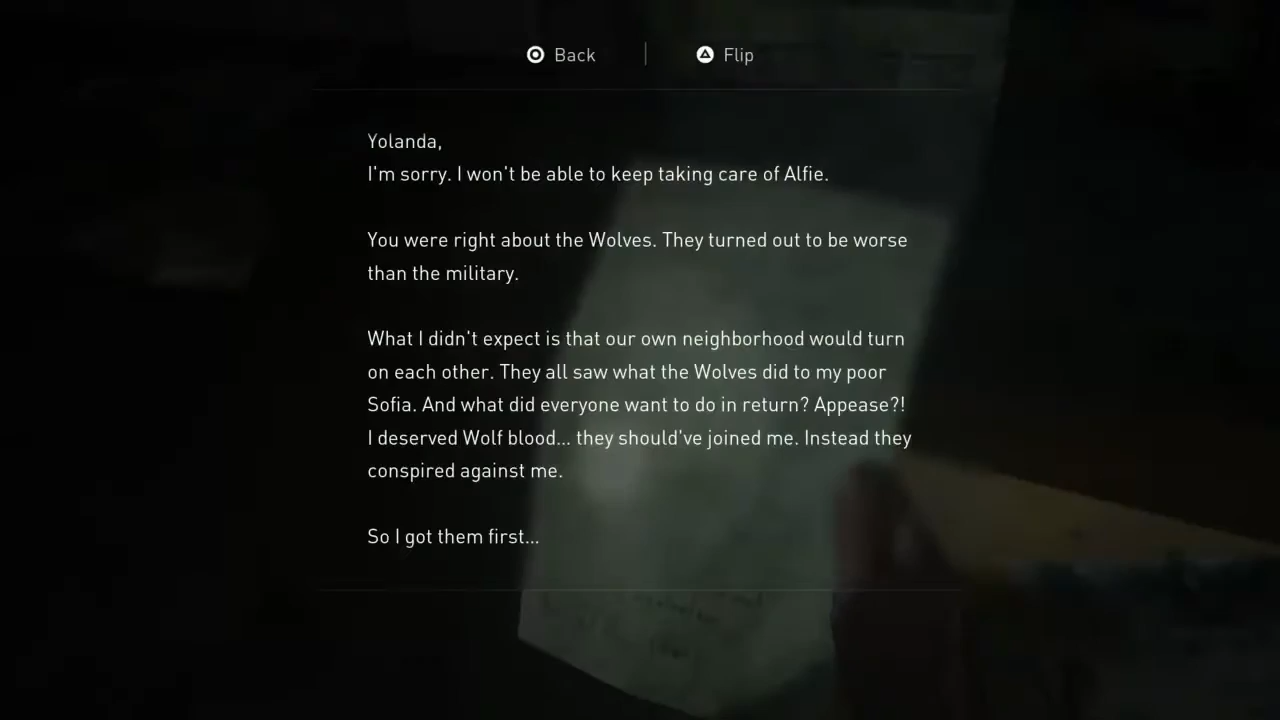 Back | Flip
Yolanda,
I'm sorry. I won't be able to keep taking care of Alfie.
You were right about the Wolves. They turned out to be worse
than the military.
What I didn't expect is that our own neighborhood would turn
on each other. They all saw what the Wolves did to my poor
Sofia. And what did everyone want to do in return? Appease?!
I deserved Wolf blood... they should've joined me. Instead they
conspired against me.
So I got them first...